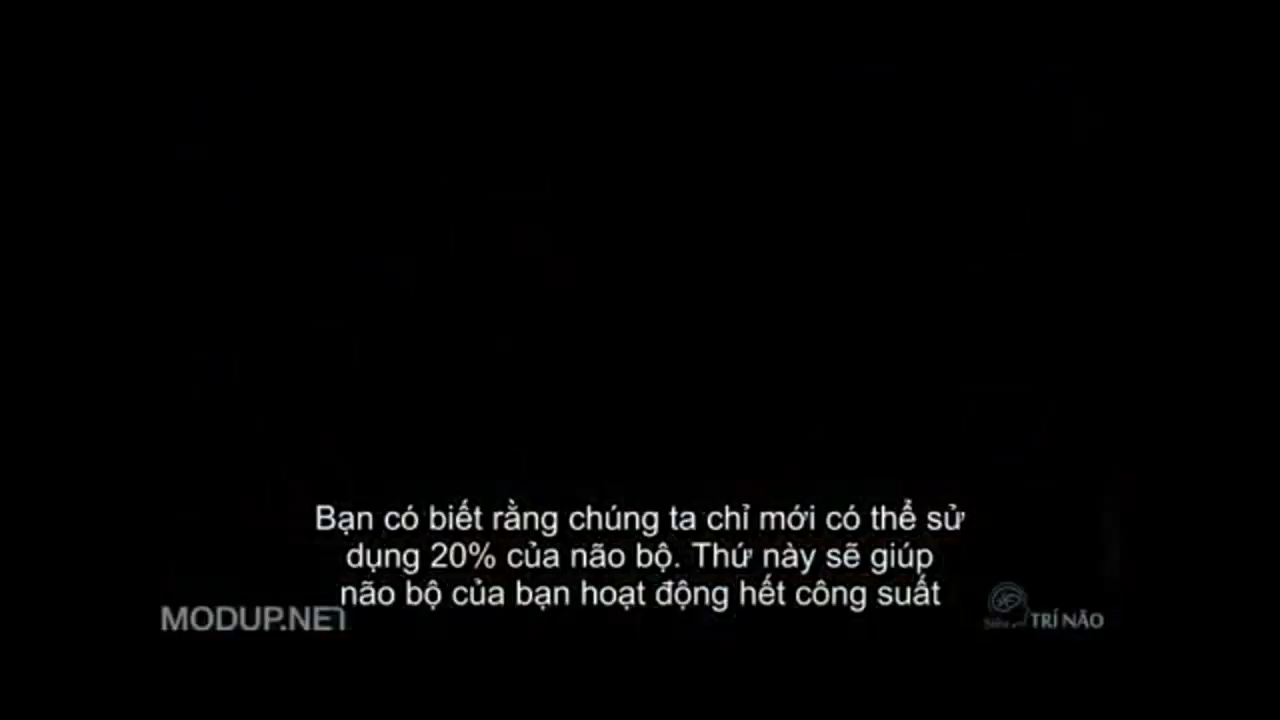 Bạn có biết rằng chúng ta chỉ mới có thể sử
dụng 20% của não bộ. Thứ này sẽ giúp
não bộ của bạn hoạt động hết công suất
MODUP.NET
Siêu TRÍ NÃO